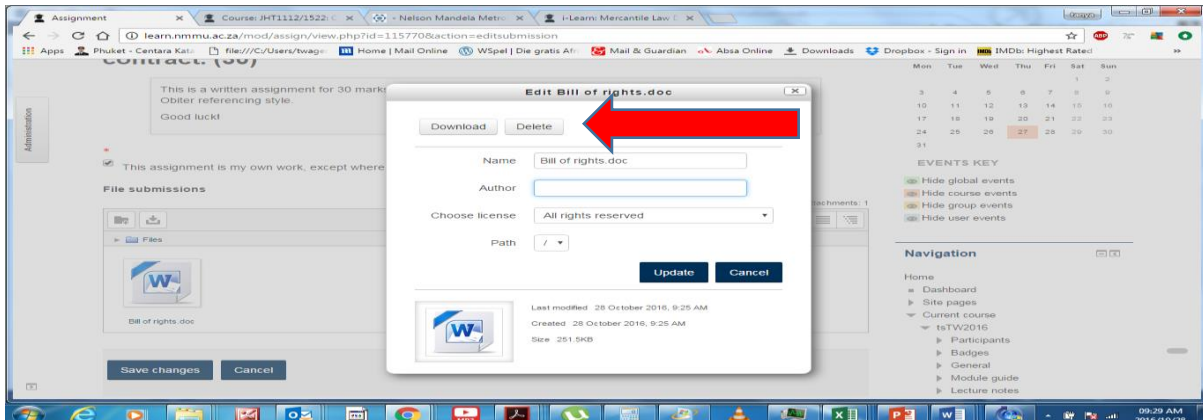 Assignment
Course: JHT1112/1522: C
- Nelson Mandela Metro
i-Learn: Mercantile Law
learn.nmmu.ac.za/mod/assign/view.php?id=115770&action=editsubmission
Apps
Phuket - Centara Kata
file:///C:/Users/twage
Home | Mail Online
WSpel | Die gratis Afr
Mail & Guardian
Absa Online
Downloads
Dropbox - Sign in
IMDb: Highest Rated
Administration
contract. (30)
This is a written assignment for 30 marks
Obiter referencing style.
Good luck!
This assignment is my own work, except where
File submissions
Files
Bill of rights.doc
Save changes
Cancel
Edit Bill of rights.doc
Download
Delete
Name
Bill of rights.doc
Author
Choose license
All rights reserved
Path
/
Update
Cancel
Last modified 28 October 2016, 9:25 AM
Created 28 October 2016, 9:25 AM
Size 251.5KB
Mon Tue Wed Thu Fri Sat Sun
1 2
3 4 5 6 7 8 9
10 11 12 13 14 15 16
17 18 19 20 21 22 23
24 25 26 27 28 29 30
31
EVENTS KEY
Hide global events
Hide course events
Hide group events
Hide user events
Navigation
Home
Dashboard
Site pages
Current course
tsTW2016
Participants
Badges
General
Module guide
Lecture notes
09:29 AM